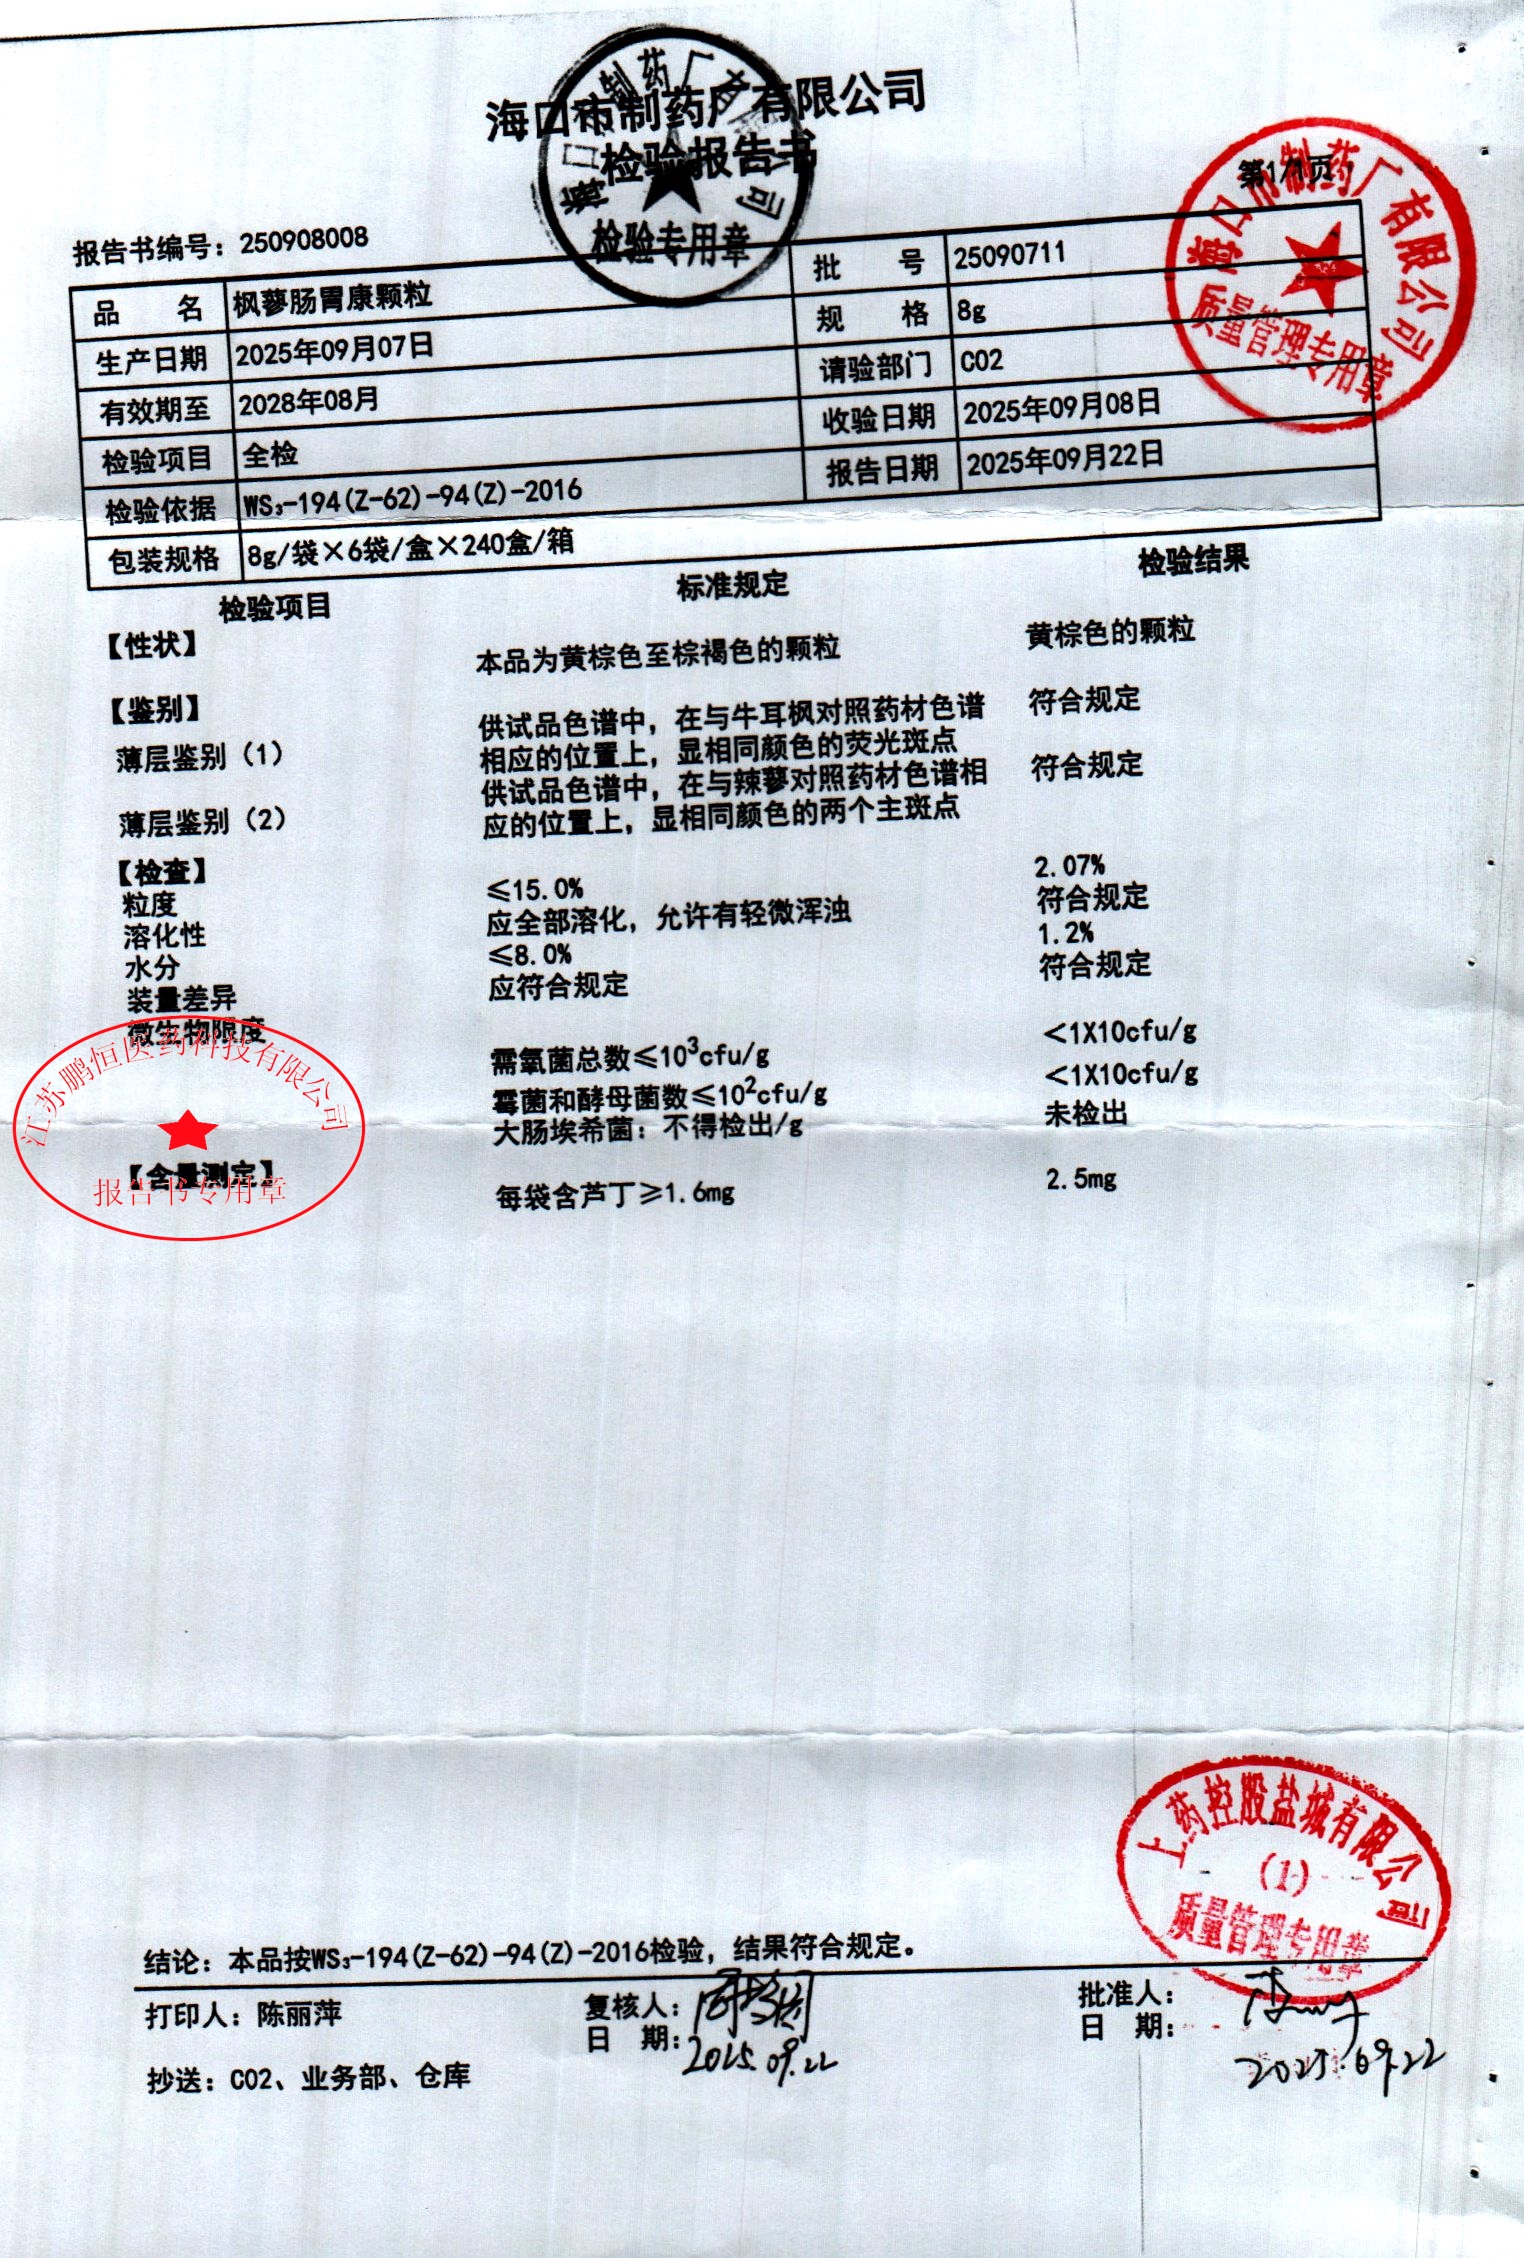 海口市制药厂有限公司
检验报告书
海口市制药厂有限公司
检验专用章
第1/1页
海口市制药厂有限公司
质量管理专用章
报告书编号：250908008
品名 枫蓼肠胃康颗粒 批号 25090711
生产日期 2025年09月07日 规格 8g
有效期至 2028年08月 请验部门 C02
检验项目 全检 收验日期 2025年09月08日
检验依据 WS₃-194(Z-62)-94(Z)-2016 报告日期 2025年09月22日
包装规格 8g/袋×6袋/盒×240盒/箱
检验项目 标准规定 检验结果
【性状】 本品为黄棕色至棕褐色的颗粒 黄棕色的颗粒
【鉴别】
薄层鉴别（1） 供试品色谱中，在与牛耳枫对照药材色谱 符合规定
相应的位置上，显相同颜色的荧光斑点
薄层鉴别（2） 供试品色谱中，在与辣蓼对照药材色谱相 符合规定
应的位置上，显相同颜色的两个主斑点
【检查】
粒度 ≤15.0% 2.07%
溶化性 应全部溶化，允许有轻微浑浊 符合规定
水分 ≤8.0% 1.2%
装量差异 应符合规定 符合规定
微生物限度
需氧菌总数≤10³cfu/g <1X10cfu/g
霉菌和酵母菌数≤10²cfu/g <1X10cfu/g
大肠埃希菌：不得检出/g 未检出
【含量测定】
每袋含芦丁≥1.6mg 2.5mg
江苏鹏恒医药科技有限公司
报告书专用章
上药控股盐城有限公司
(1)
质量管理专用章
结论：本品按WS₃-194(Z-62)-94(Z)-2016检验，结果符合规定。
打印人：陈丽萍 复核人： 批准人：
日期：2025.09.22 日期：2025.09.22
抄送：C02、业务部、仓库